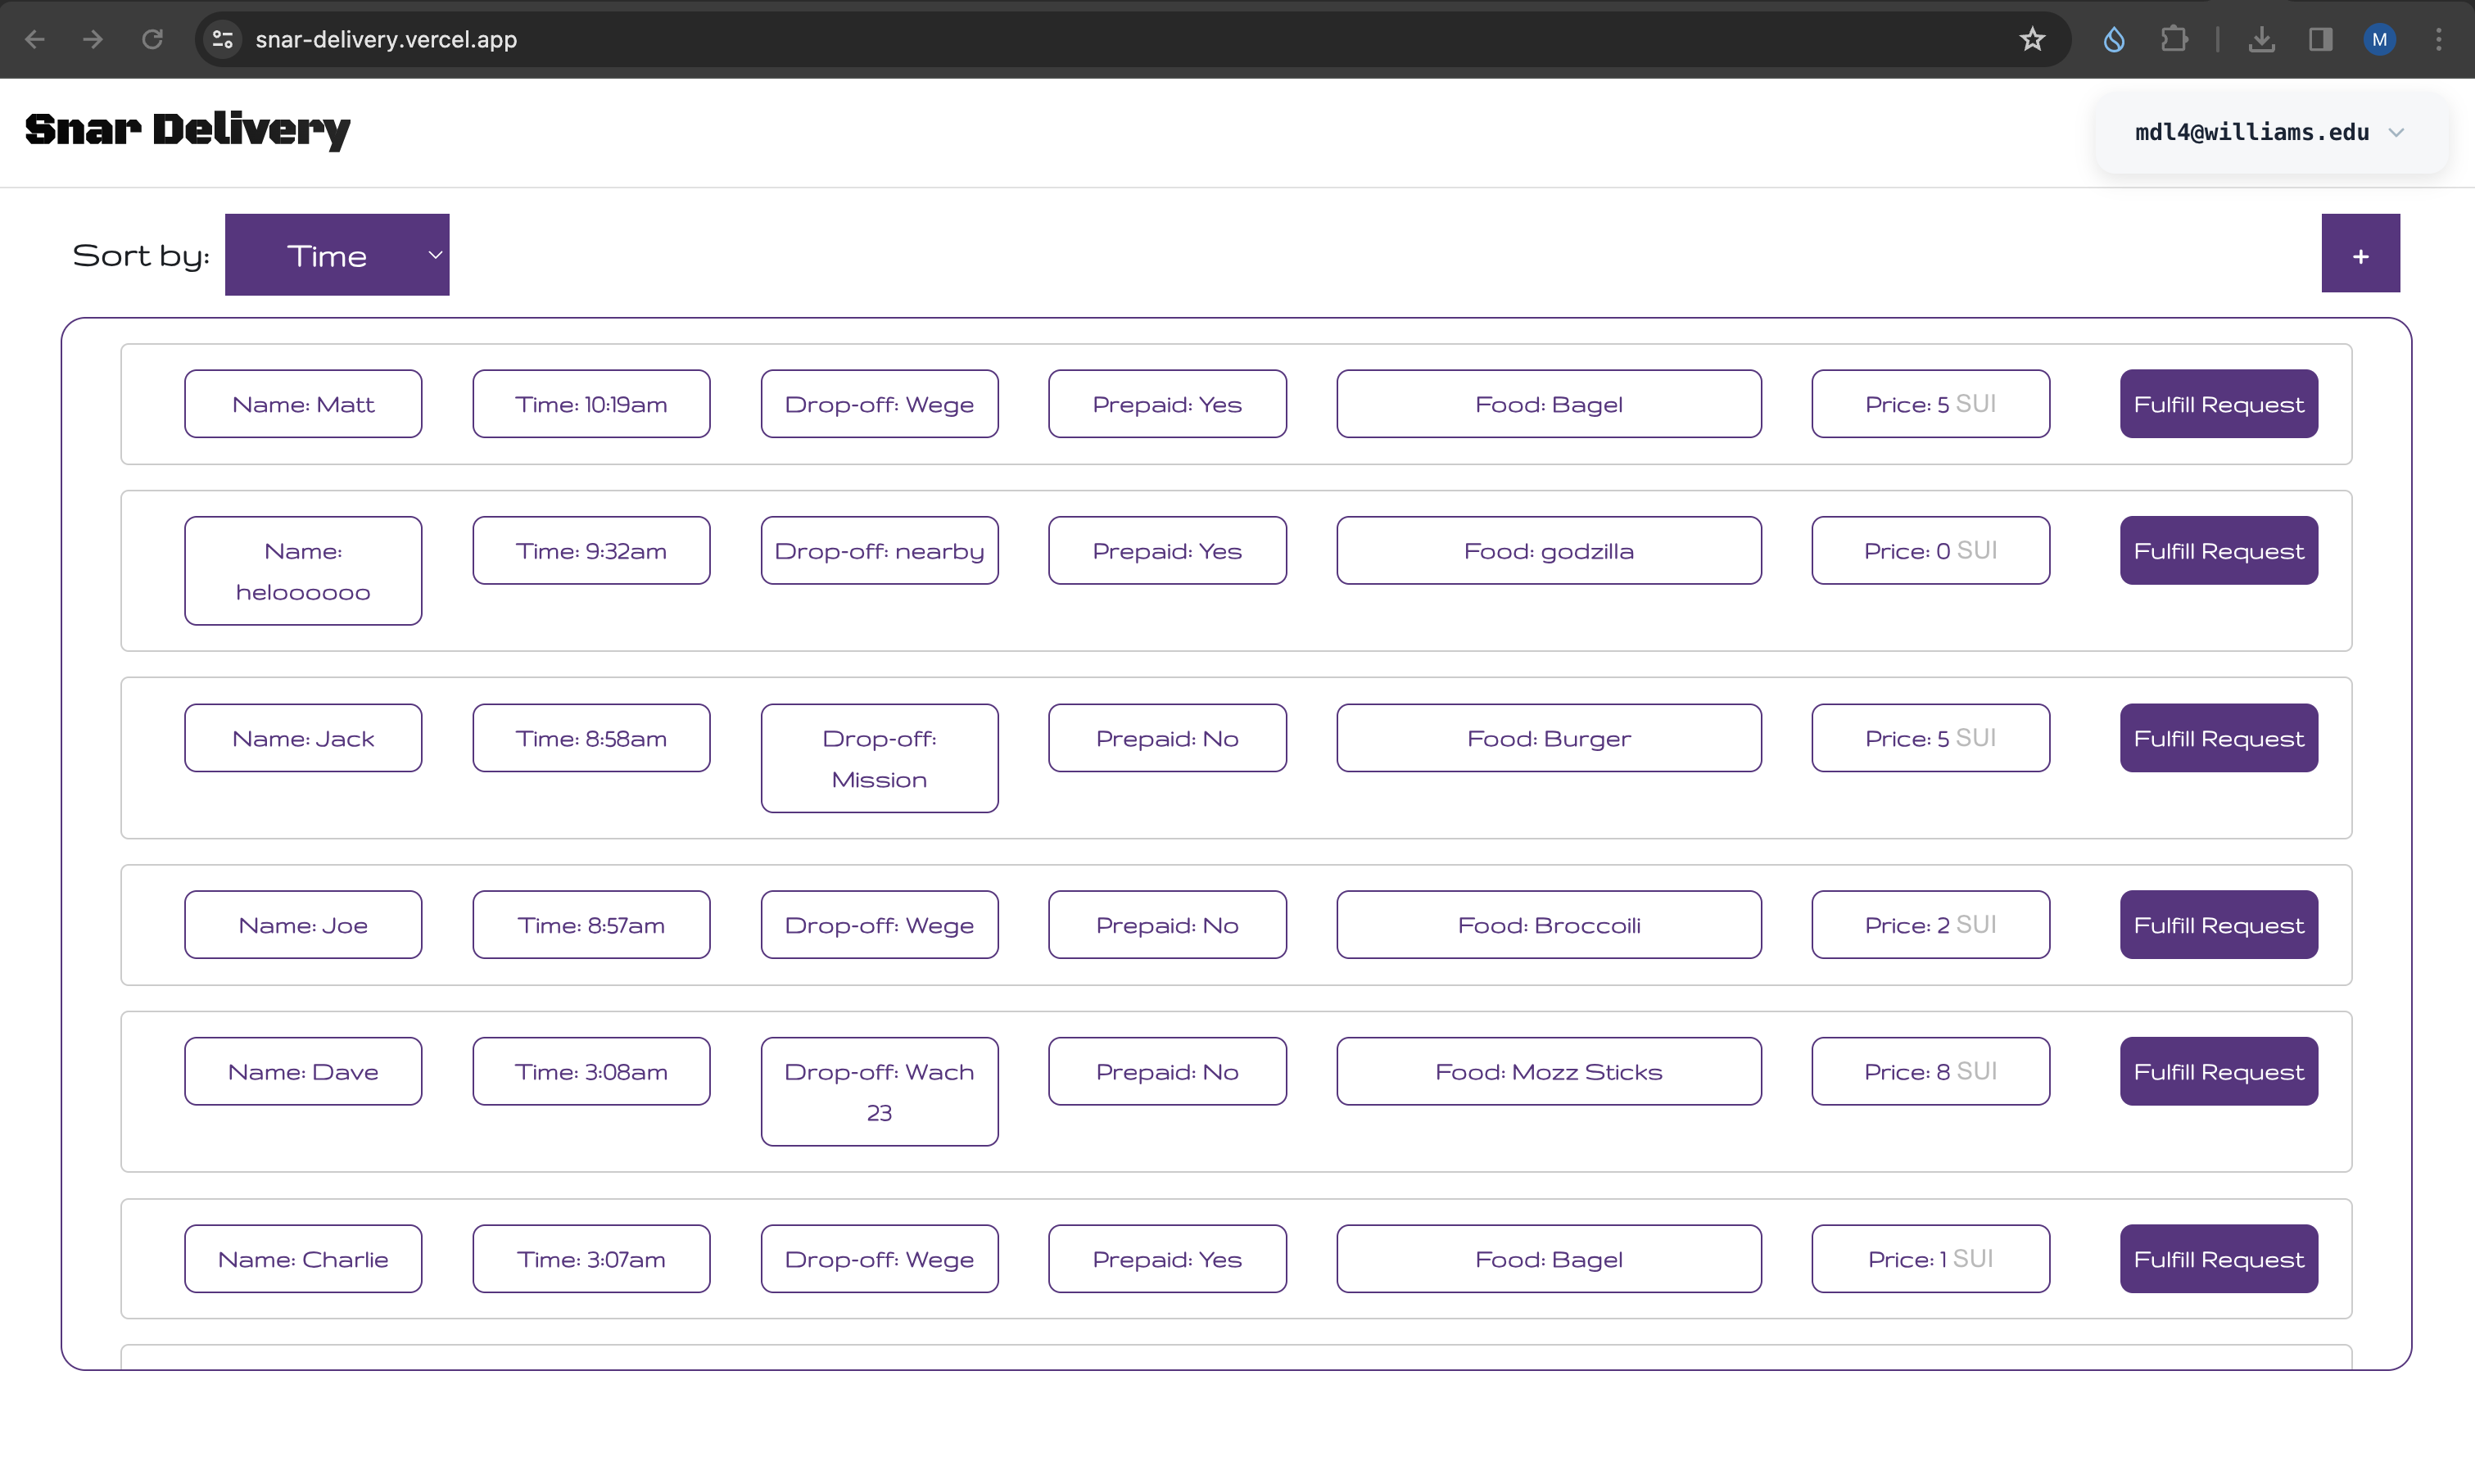 snar-delivery.vercel.app
M
Snar Delivery
mdl4@williams.edu
Sort by:
Time
+
Name: Matt
Time: 10:19am
Drop-off: Wege
Prepaid: Yes
Food: Bagel
Price: 5 SUI
Fulfill Request
Name:
heloooooo
Time: 9:32am
Drop-off: nearby
Prepaid: Yes
Food: godzilla
Price: 0 SUI
Fulfill Request
Name: Jack
Time: 8:58am
Drop-off:
Mission
Prepaid: No
Food: Burger
Price: 5 SUI
Fulfill Request
Name: Joe
Time: 8:57am
Drop-off: Wege
Prepaid: No
Food: Broccoili
Price: 2 SUI
Fulfill Request
Name: Dave
Time: 3:08am
Drop-off: Wach
23
Prepaid: No
Food: Mozz Sticks
Price: 8 SUI
Fulfill Request
Name: Charlie
Time: 3:07am
Drop-off: Wege
Prepaid: Yes
Food: Bagel
Price: 1 SUI
Fulfill Request